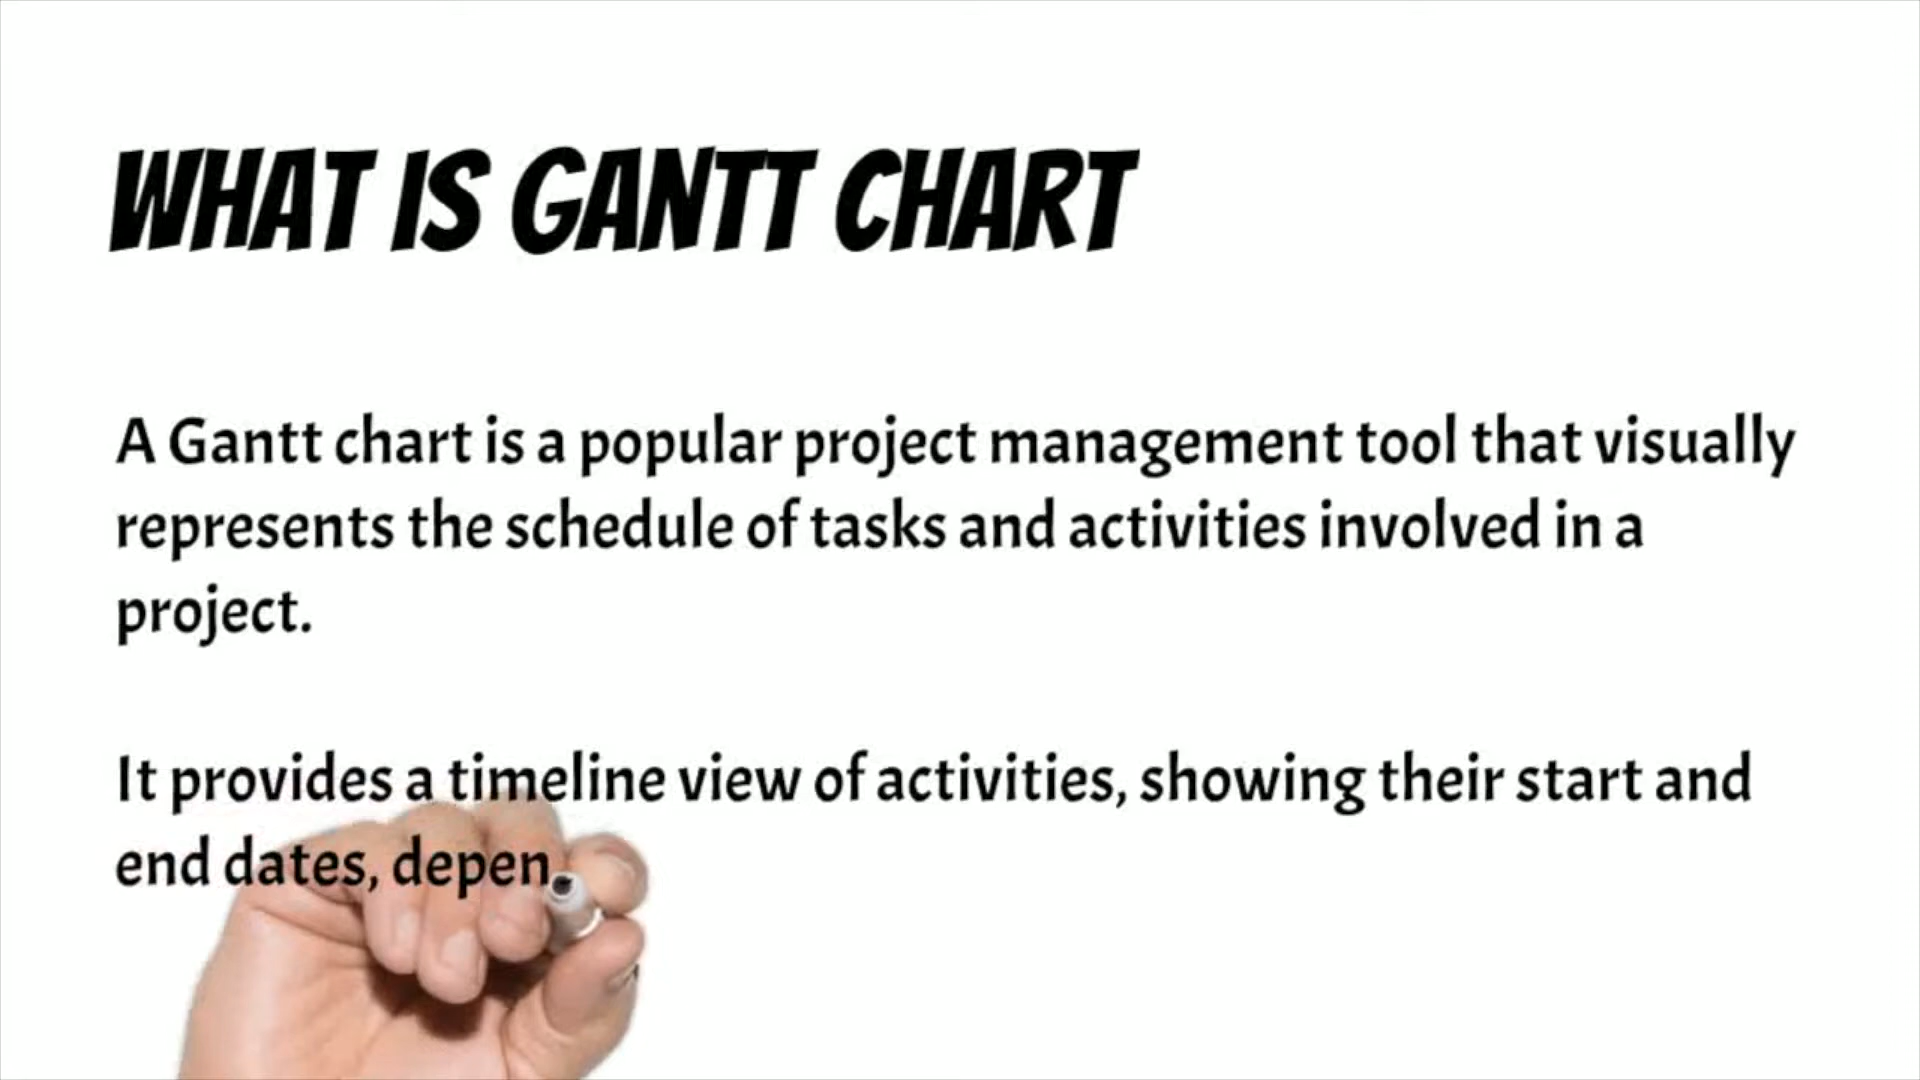 WHAT IS GANTT CHART
A Gantt chart is a popular project management tool that visually
represents the schedule of tasks and activities involved in a
project.
It provides a timeline view of activities, showing their start and
end dates, depen